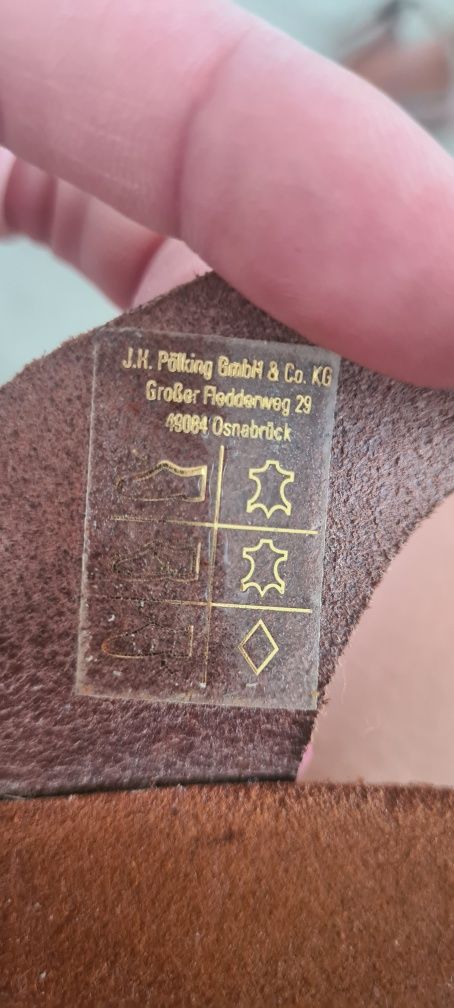 J.H. Pölking GmbH & Co. KG
Großer Fledderweg 29
49084 Osnabrück